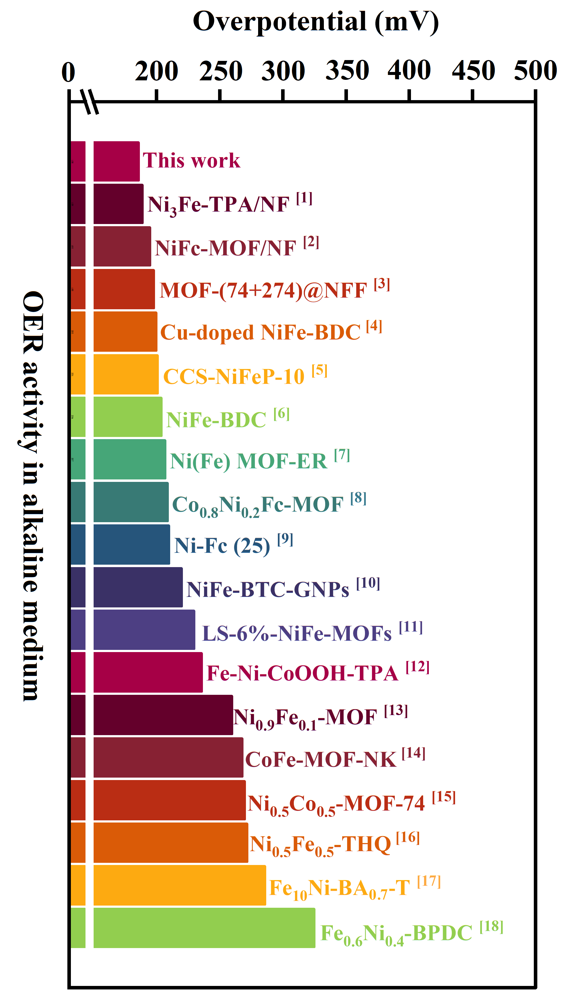 Overpotential (mV)
0 200 250 300 350 400 450 500
This work
Ni₃Fe-TPA/NF [1]
NiFc-MOF/NF [2]
MOF-(74+274)@NFF [3]
Cu-doped NiFe-BDC [4]
CCS-NiFeP-10 [5]
NiFe-BDC [6]
Ni(Fe) MOF-ER [7]
Co₀.₈Ni₀.₂Fc-MOF [8]
Ni-Fc (25) [9]
NiFe-BTC-GNPs [10]
LS-6%-NiFe-MOFs [11]
Fe-Ni-CoOOH-TPA [12]
Ni₀.₉Fe₀.₁-MOF [13]
CoFe-MOF-NK [14]
Ni₀.₅Co₀.₅-MOF-74 [15]
Ni₀.₅Fe₀.₅-THQ [16]
Fe₁₀Ni-BA₀.₇-T [17]
Fe₀.₆Ni₀.₄-BPDC [18]
OER activity in alkaline medium